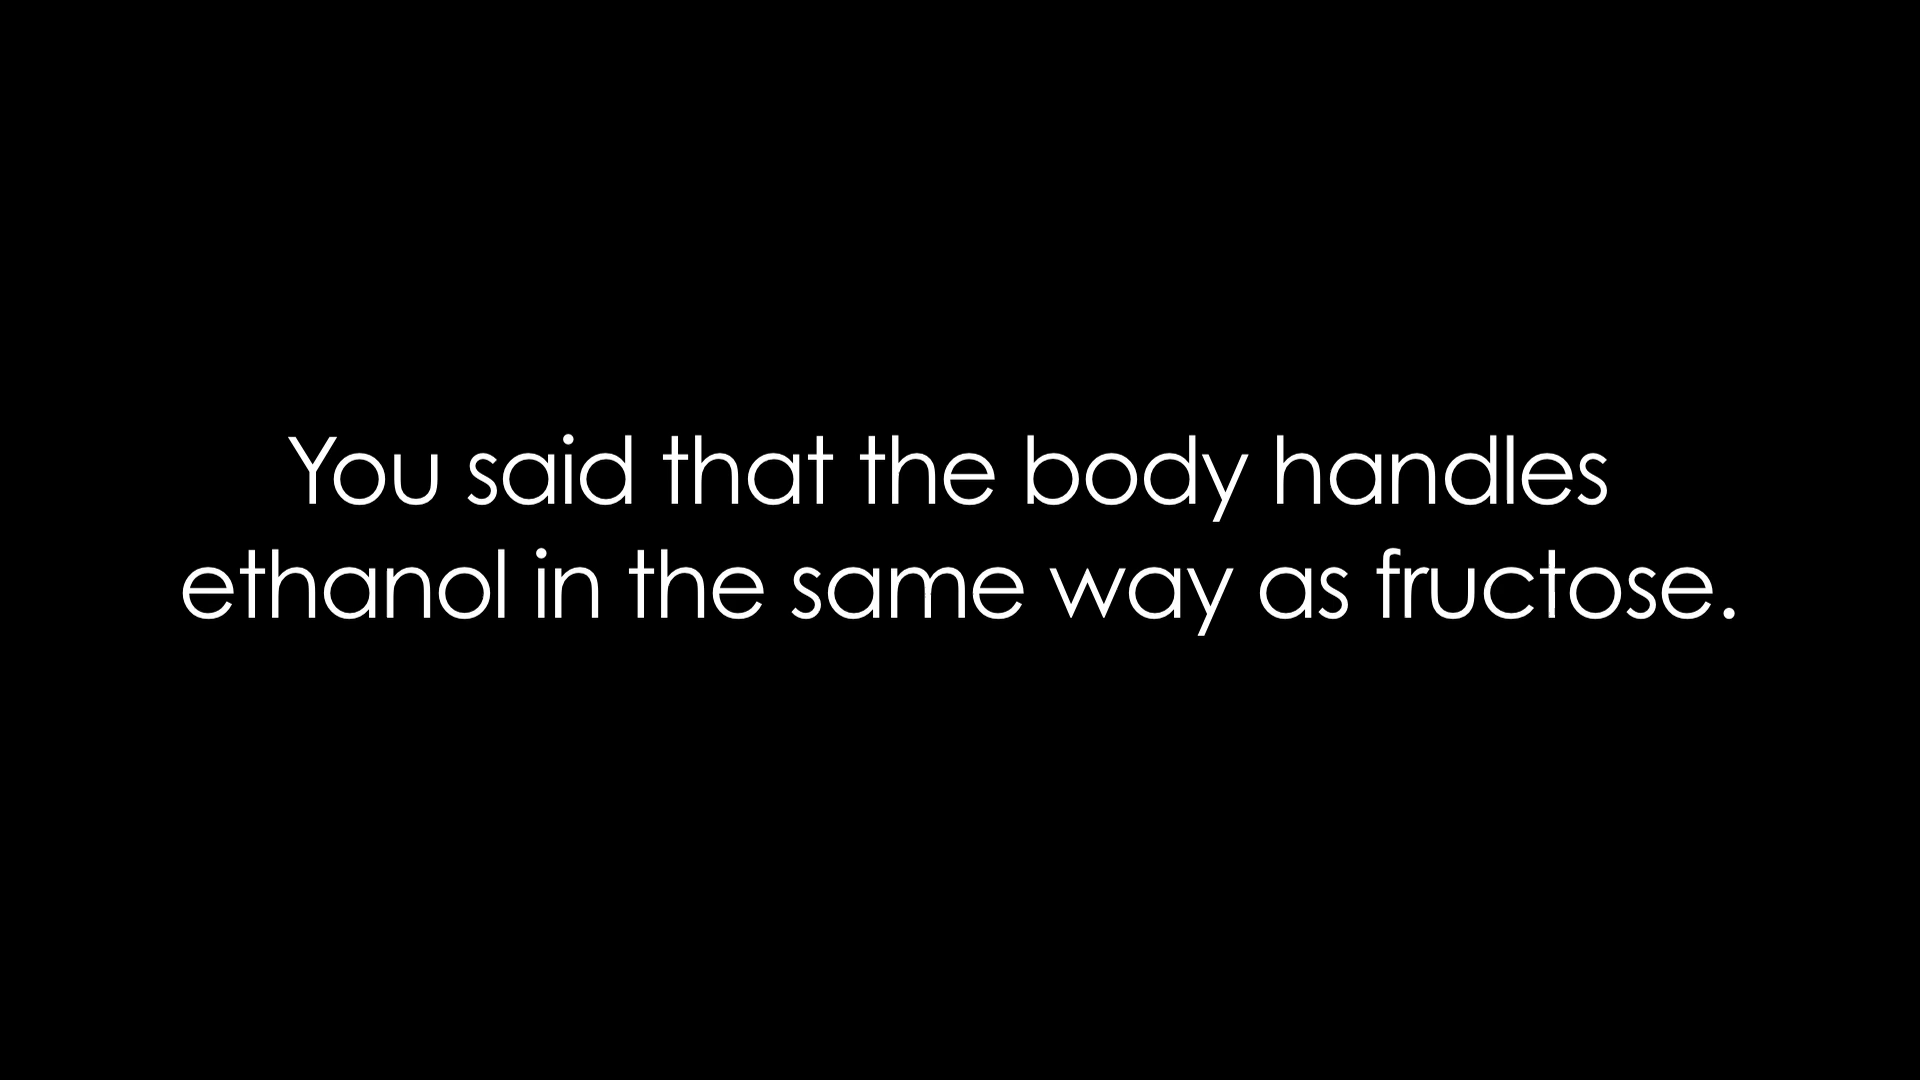 You said that the body handles
ethanol in the same way as fructose.